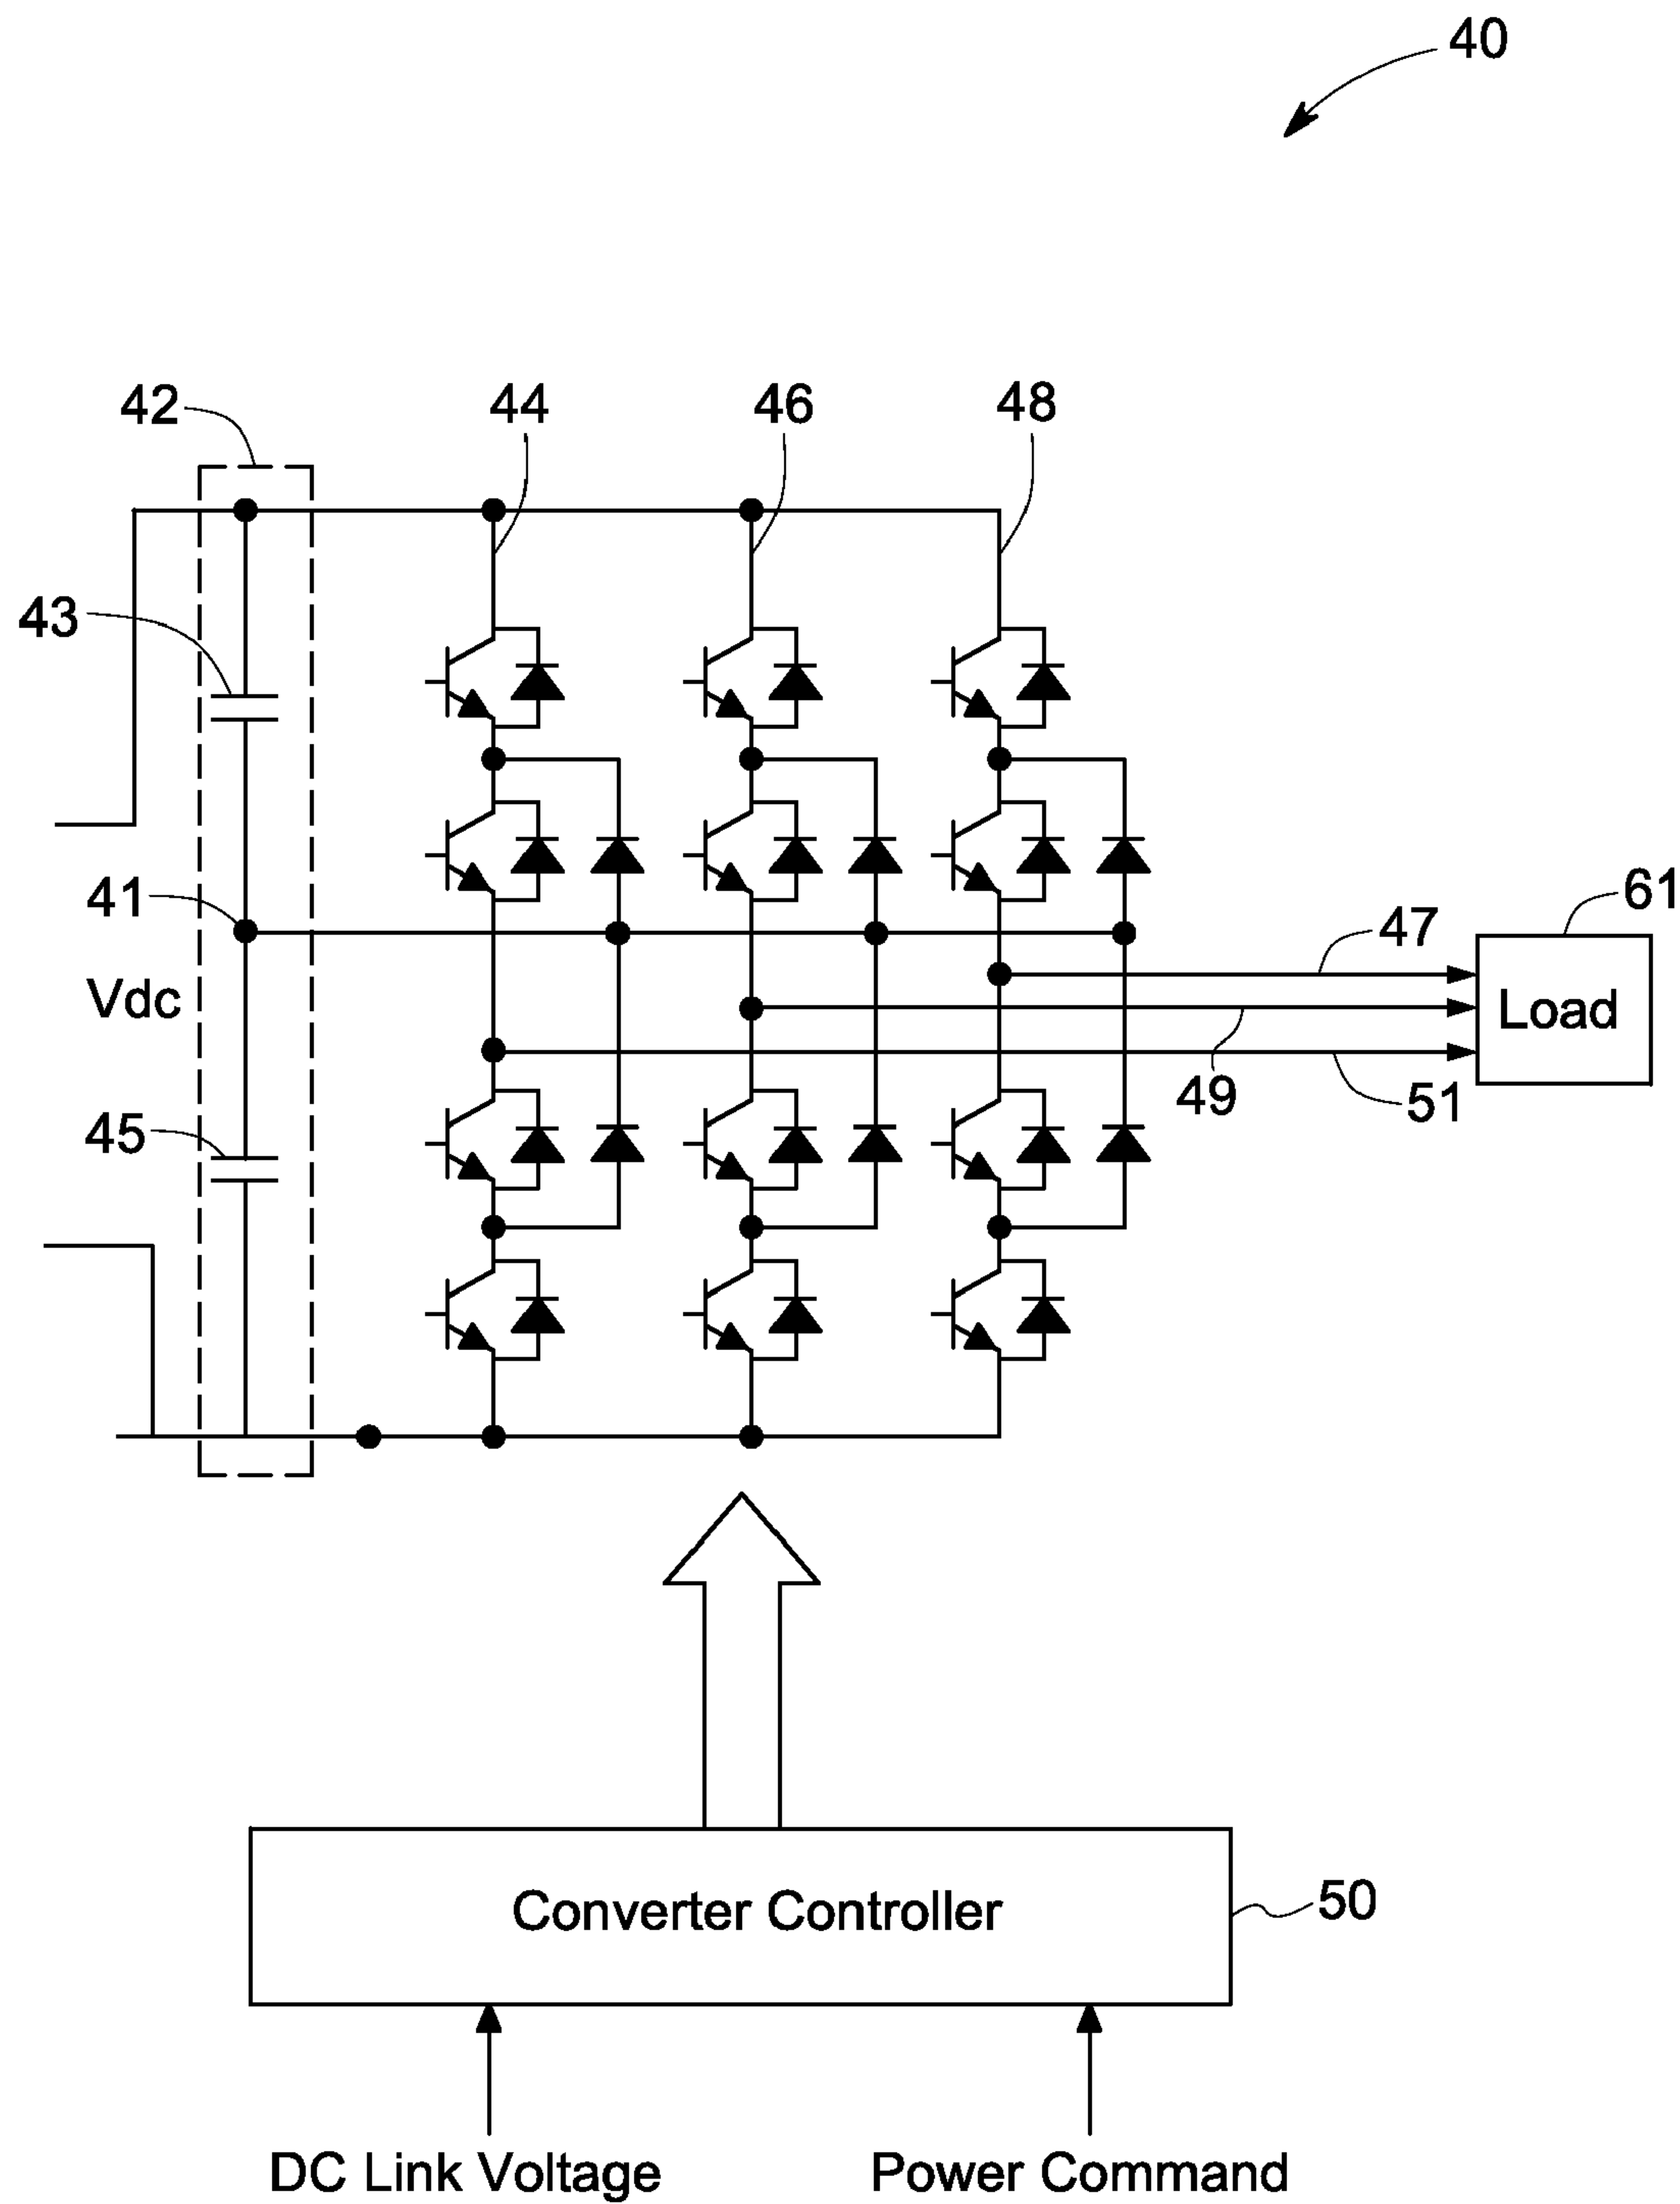 40
42
44
46
48
43
41
61
47
Vdc
Load
49
51
45
Converter Controller
50
DC Link Voltage
Power Command